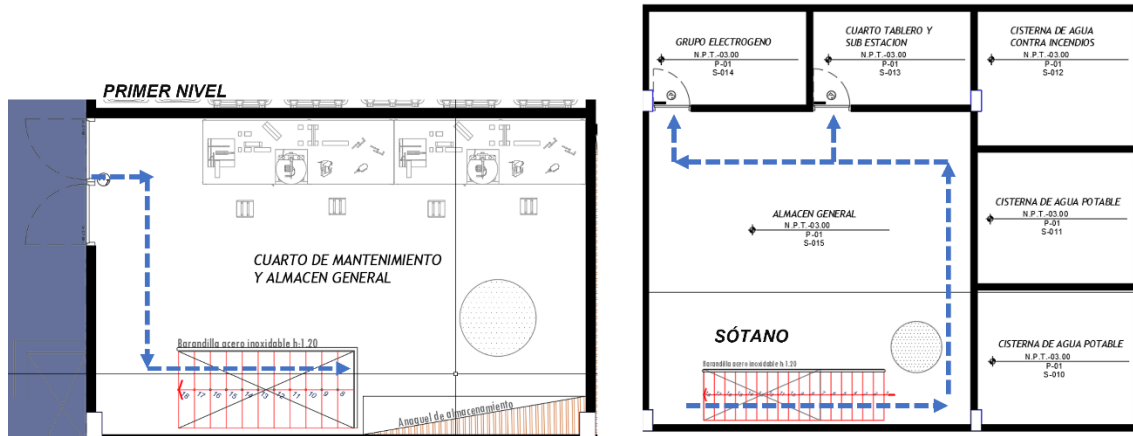 PRIMER NIVEL
CUARTO DE MANTENIMIENTO
Y ALMACEN GENERAL
Barandilla acero inoxidable h-1.20
18 17 16 15 14 13 12 11 10 9 8
Anaquel de almacenamiento
GRUPO ELECTROGENO
N.P.T.-03.00
P-01
S-014
CUARTO TABLERO Y
SUB ESTACION
N.P.T.-03.00
P-01
S-013
CISTERNA DE AGUA
CONTRA INCENDIOS
N.P.T.-03.00
P-01
S-012
ALMACEN GENERAL
N.P.T.-03.00
P-01
S-015
CISTERNA DE AGUA POTABLE
N.P.T.-03.00
P-01
S-011
SÓTANO
Barandilla acero inoxidable h-1.20
CISTERNA DE AGUA POTABLE
N.P.T.-03.00
P-01
S-010